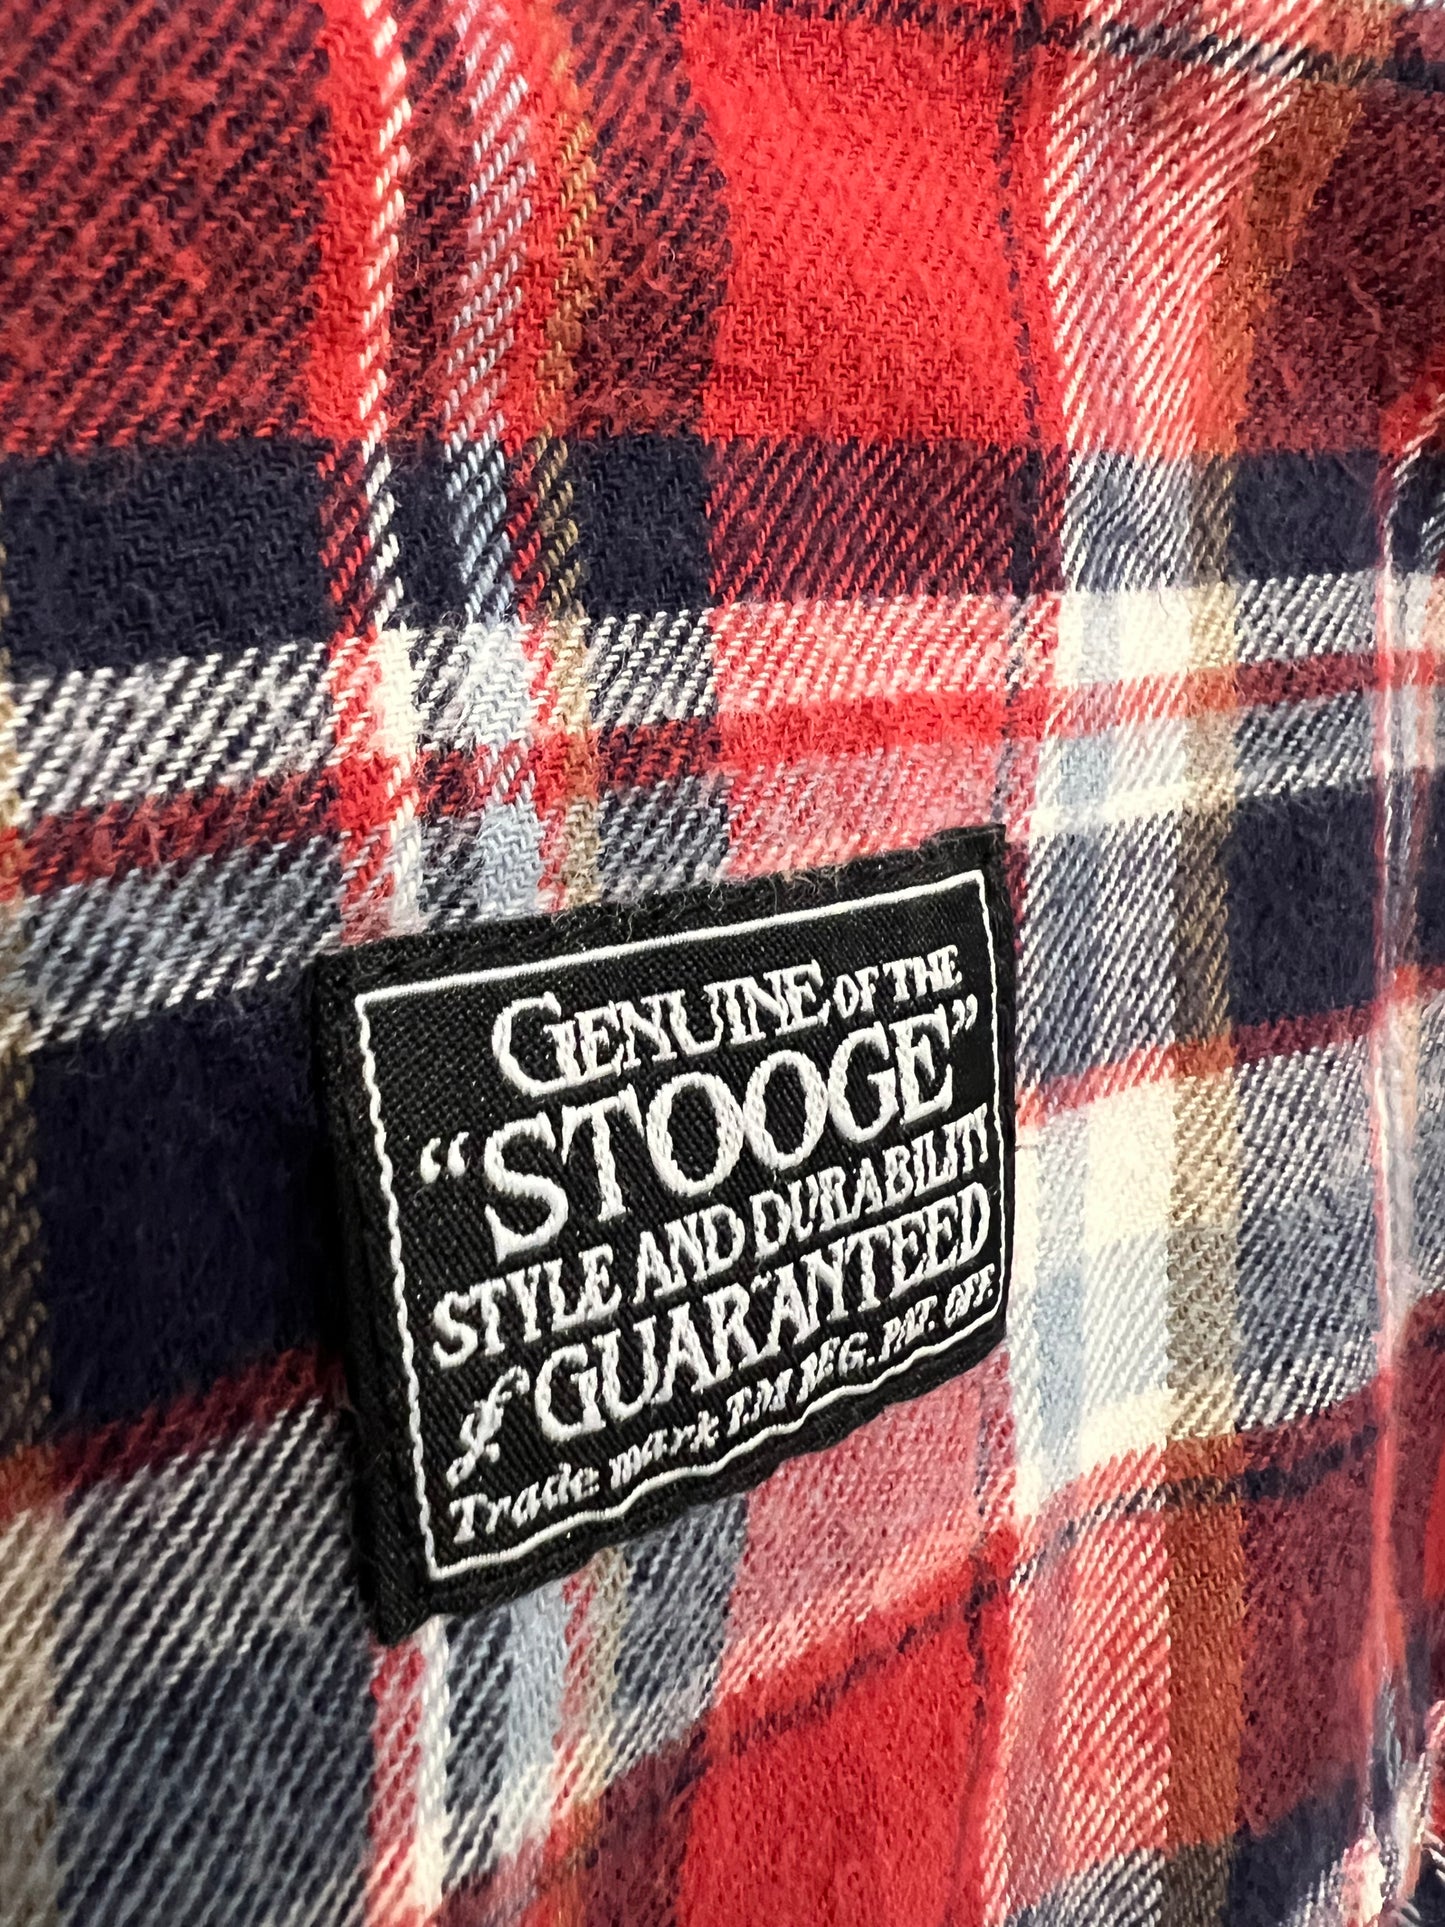 GENUINE OF THE
"STOOGE"
STYLE AND DURABILITY
& GUARANTEED
Trade mark T.M REG. PAT. OFF.